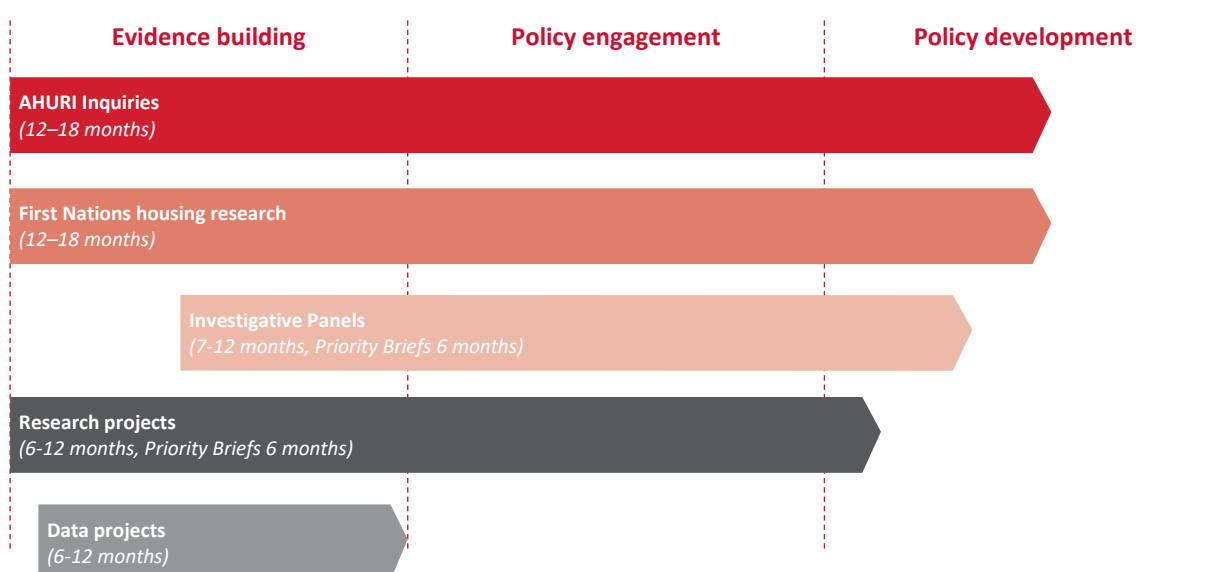 Evidence building
Policy engagement
Policy development
AHURI Inquiries
(12–18 months)
First Nations housing research
(12–18 months)
Investigative Panels
(7-12 months, Priority Briefs 6 months)
Research projects
(6-12 months, Priority Briefs 6 months)
Data projects
(6-12 months)